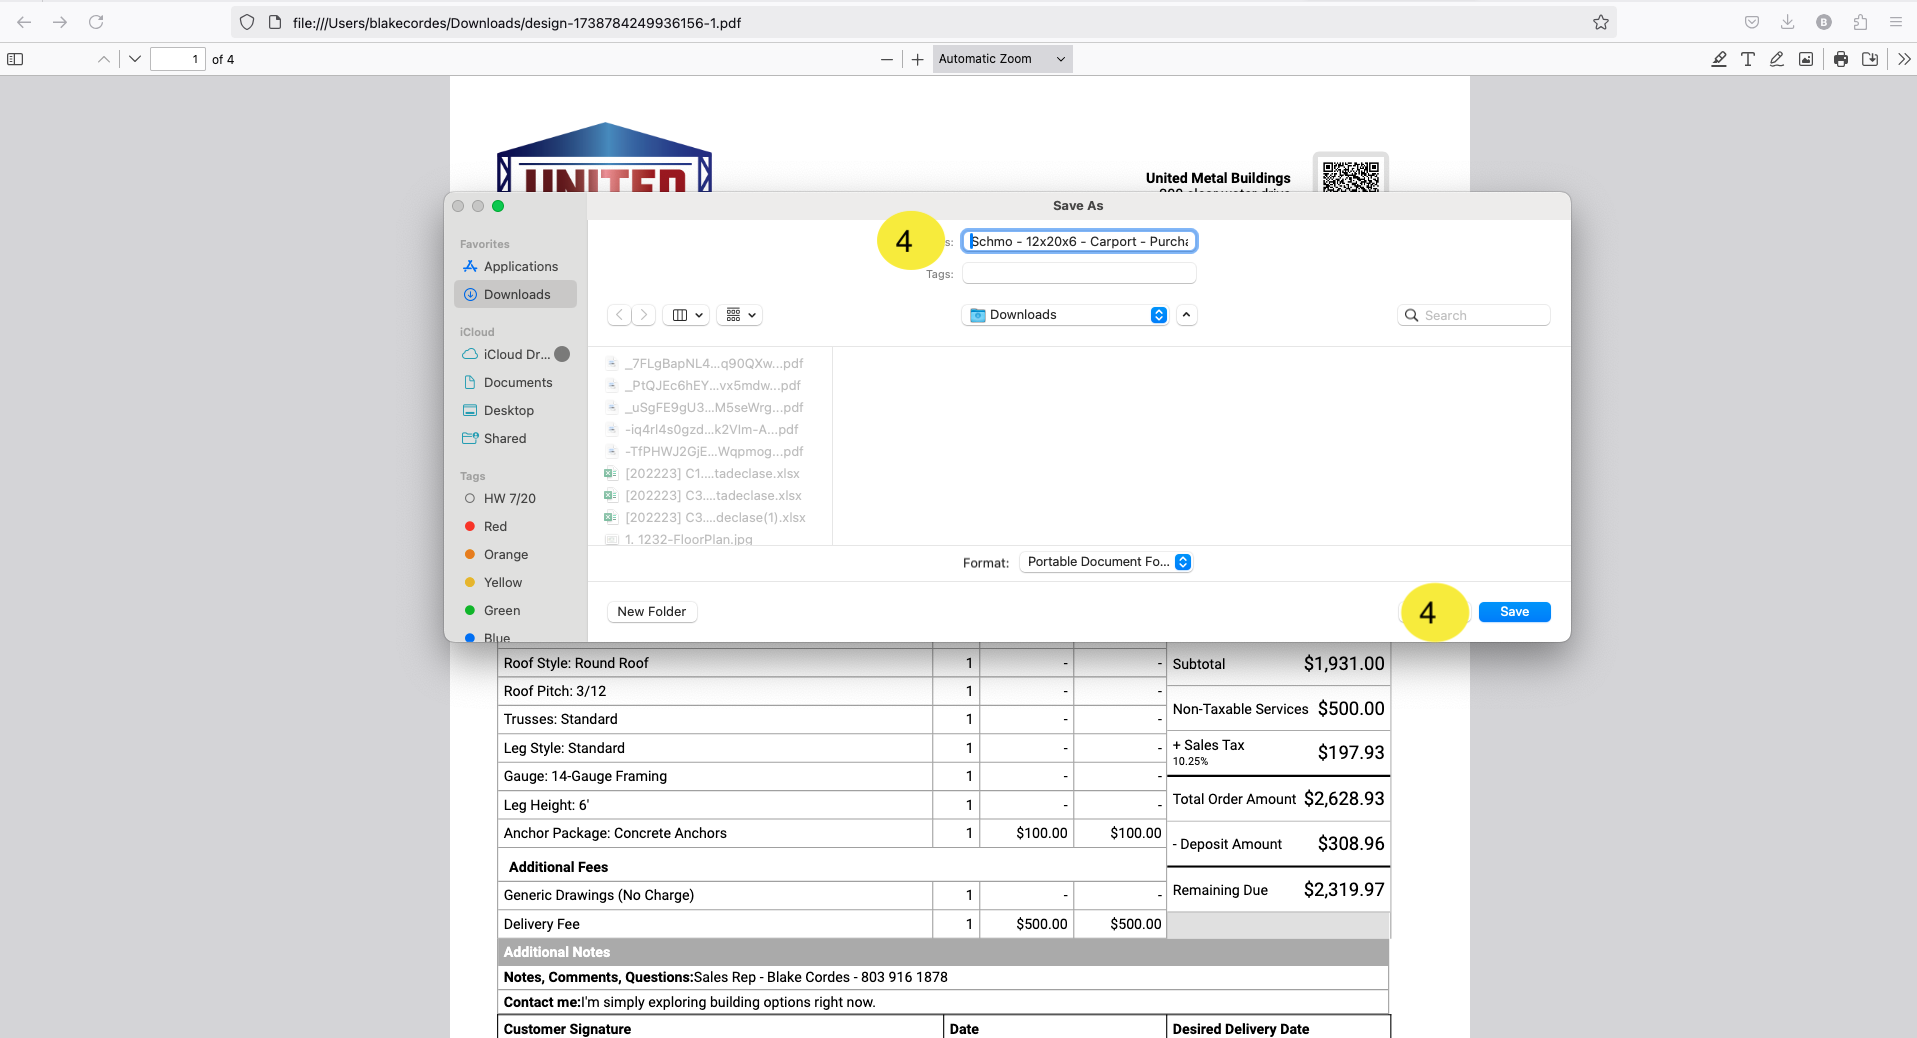 file:///Users/blakecordes/Downloads/design-1738784249936156-1.pdf
B
1 of 4
Automatic Zoom
UNITED
United Metal Buildings
Save As
4 s: Schmo - 12x20x6 - Carport - Purcha
Tags:
Favorites
Applications
Downloads
iCloud
iCloud Dr...
Documents
Desktop
Shared
Tags
HW 7/20
Red
Orange
Yellow
Green
Blue
Downloads
Search
_7FLgBapNL4...q90QXw...pdf
_PtQJEc6hEY...vx5mdw...pdf
_uSgFE9gU3...M5seWrg...pdf
-iq4rl4s0gzd...k2VIm-A...pdf
-TfPHWJ2GjE...Wqpmog...pdf
[202223] C1....tadeclase.xlsx
[202223] C3....tadeclase.xlsx
[202223] C3....declase(1).xlsx
1. 1232-FloorPlan.jpg
Format: Portable Document Fo...
New Folder
4
Save
Roof Style: Round Roof 1 - -
Roof Pitch: 3/12 1 - -
Trusses: Standard 1 - -
Leg Style: Standard 1 - -
Gauge: 14-Gauge Framing 1 - -
Leg Height: 6' 1 - -
Anchor Package: Concrete Anchors 1 $100.00 $100.00
Additional Fees
Generic Drawings (No Charge) 1 - -
Delivery Fee 1 $500.00 $500.00
Subtotal $1,931.00
Non-Taxable Services $500.00
+ Sales Tax $197.93
10.25%
Total Order Amount $2,628.93
- Deposit Amount $308.96
Remaining Due $2,319.97
Additional Notes
Notes, Comments, Questions:Sales Rep - Blake Cordes - 803 916 1878
Contact me:I'm simply exploring building options right now.
Customer Signature Date Desired Delivery Date